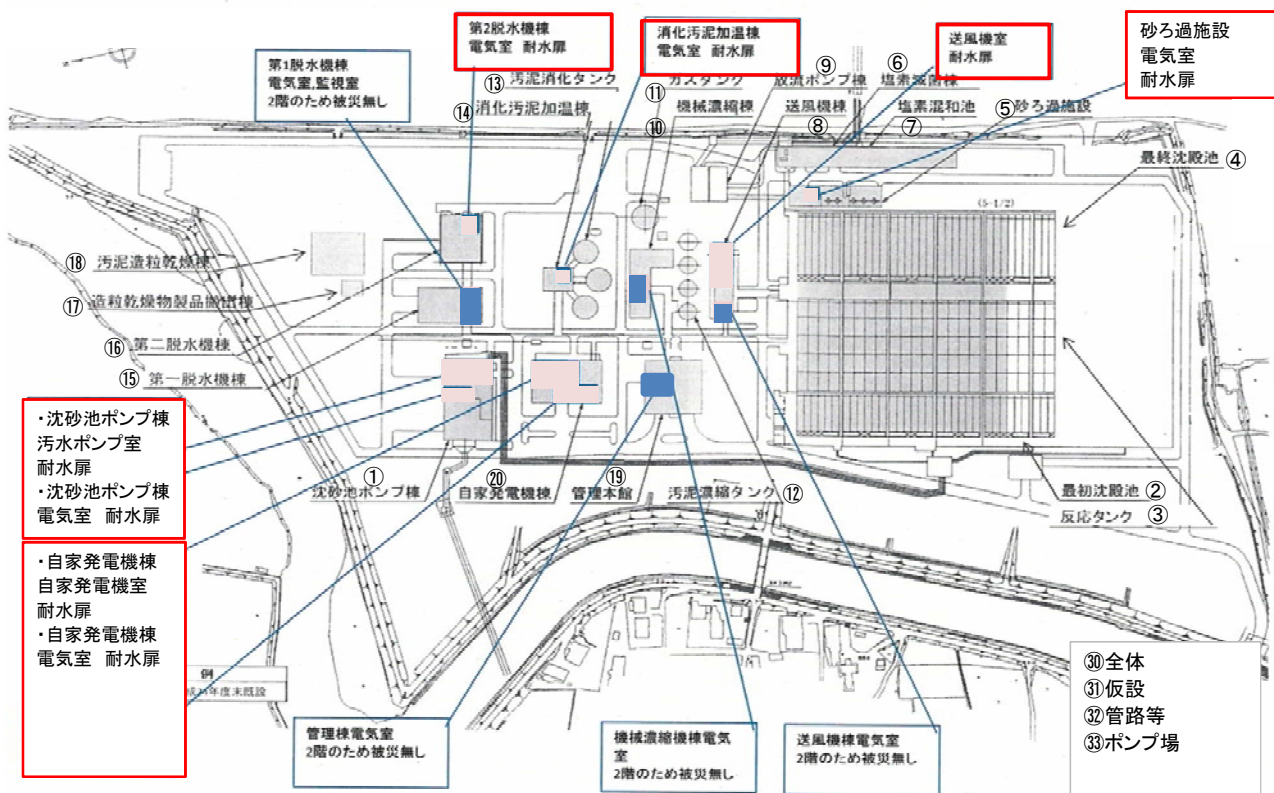 第1脱水機棟
電気室,監視室
2階のため被災無し
第2脱水機棟
電気室 耐水扉
消化汚泥加温棟
電気室 耐水扉
送風機室
耐水扉
砂ろ過施設
電気室
耐水扉
⑬ 汚泥消化タンク
⑭ 消化汚泥加温棟
⑪ ガスタンク
⑩ 機械濃縮棟
⑨ 放流ポンプ棟
⑧ 送風機棟
⑥ 塩素滅菌棟
⑦ 塩素混和池
⑤ 砂ろ過施設
最終沈殿池 ④
(5-1/2)
⑱ 汚泥造粒乾燥棟
⑰ 造粒乾燥物製品搬出棟
⑯ 第二脱水機棟
⑮ 第一脱水機棟
・沈砂池ポンプ棟
汚水ポンプ室
耐水扉
・沈砂池ポンプ棟
電気室 耐水扉
・自家発電機棟
自家発電機室
耐水扉
・自家発電機棟
電気室 耐水扉
① 沈砂池ポンプ棟
⑳ 自家発電機棟
⑲ 管理本館
汚泥濃縮タンク ⑫
最初沈殿池 ②
反応タンク ③
例
年度末既設
管理棟電気室
2階のため被災無し
機械濃縮機棟電気
室
2階のため被災無し
送風機棟電気室
2階のため被災無し
㉚全体
㉛仮設
㉜管路等
㉝ポンプ場